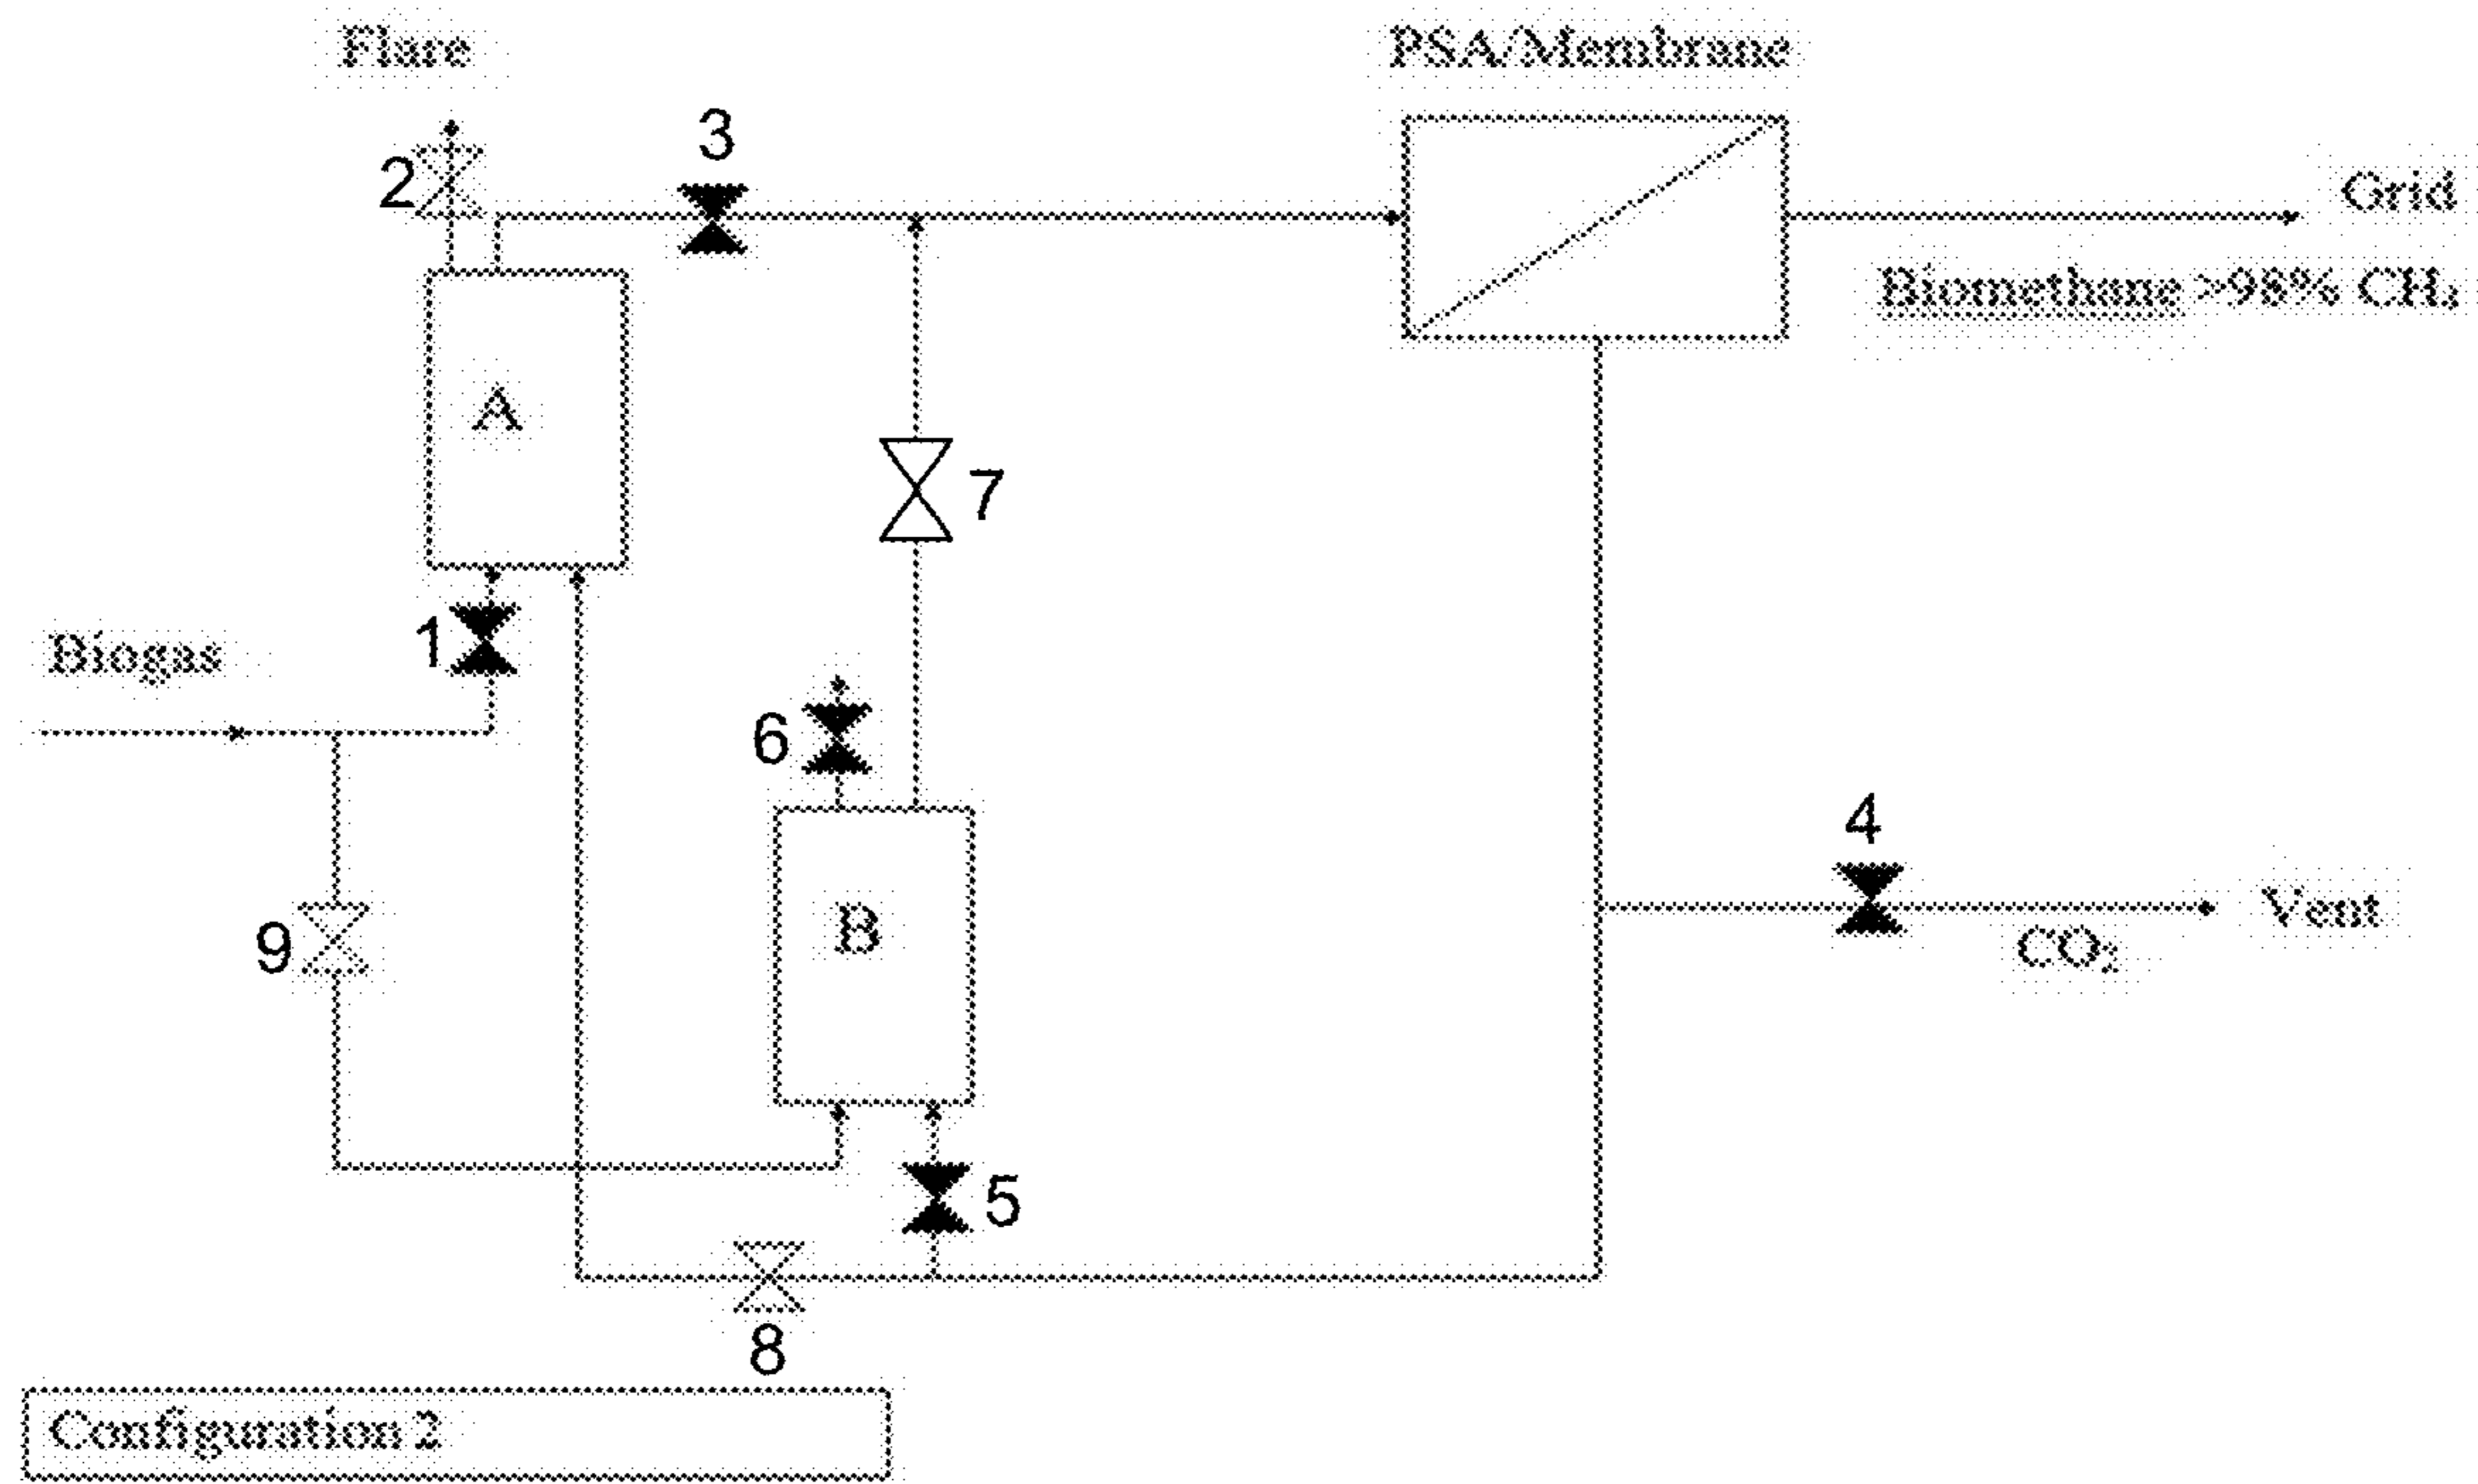 Flare
PSA/Membrane
3
2
Grid
Biomethane >98% CH₄
A
7
1
Biogas
6
4
B
Vent
9
CO₂
5
8
Configuration 2